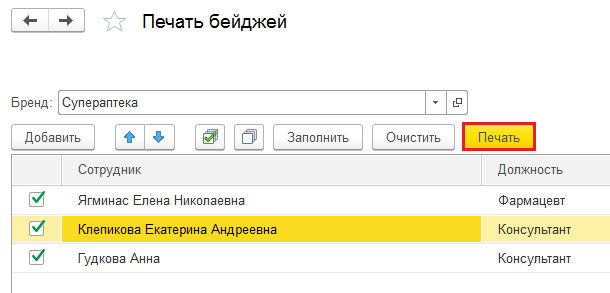 Печать бейджей
Бренд: Супераптека
Добавить Заполнить Очистить Печать
Сотрудник Должность
Ягминас Елена Николаевна Фармацевт
Клепикова Екатерина Андреевна Консультант
Гудкова Анна Консультант